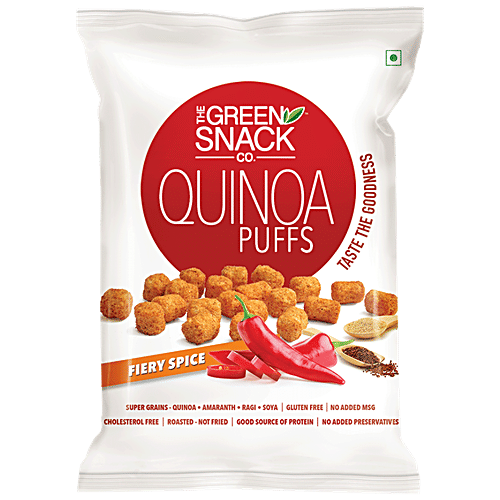 THE GREEN
SNACK
CO.
QUINOA
PUFFS
TASTE THE GOODNESS
FIERY SPICE
SUPER GRAINS - QUINOA • AMARANTH • RAGI • SOYA | GLUTEN FREE | NO ADDED MSG
CHOLESTEROL FREE | ROASTED - NOT FRIED | GOOD SOURCE OF PROTEIN | NO ADDED PRESERVATIVES